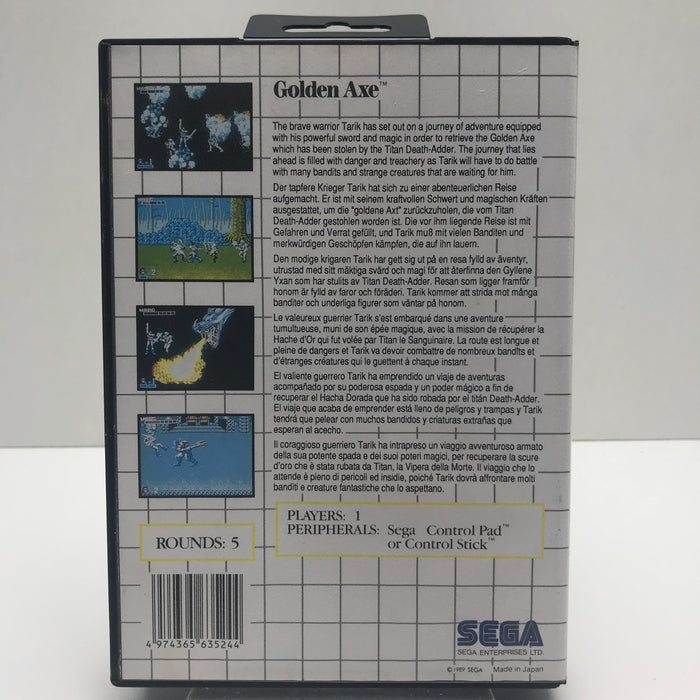 Golden Axe™
The brave warrior Tarik has set out on a journey of adventure equipped
with his powerful sword and magic in order to retrieve the Golden Axe
which has been stolen by the Titan Death-Adder. The journey that lies
ahead is filled with danger and treachery as Tarik will have to do battle
with many bandits and strange creatures that are waiting for him.
Der tapfere Krieger Tarik hat sich zu einer abenteuerlichen Reise
aufgemacht. Er ist mit seinem kraftvollen Schwert und magischen Kräften
ausgestattet, um die "goldene Axt" zurückzuholen, die vom Titan
Death-Adder gestohlen worden ist. Die vor ihm liegende Reise ist mit
Gefahren und Verrat gefüllt, und Tarik muß mit vielen Banditen und
merkwürdigen Geschöpfen kämpfen, die auf ihn lauern.
Den modige krigaren Tarik har gett sig ut på en resa fylld av äventyr,
utrustad med sitt mäktiga svärd och magi för att återfinna den Gyllene
Yxan som har stulits av Titan Death-Adder. Resan som ligger framför
honom är fylld av faror och föräderi. Tarik kommer att strida mot många
banditer och underliga figurer som väntar på honom.
Le valeureux guerrier Tarik s'est embarqué dans une aventure
tumultueuse, muni de son épée magique, avec la mission de récupérer la
Hache d'Or qui fut volée par Titan le Sanguinaire. La route est longue et
pleine de dangers et Tarik va devoir combattre de nombreux bandits et
d'étranges créatures qui le guettent à chaque instant.
El valiente guerrero Tarik ha emprendido un viaje de aventuras
acompañado por su poderosa espada y un poder mágico a fin de
recuperar el Hacha Dorada que ha sido robada por el titán Death-Adder.
El viaje que acaba de emprender está lleno de peligros y trampas y Tarik
tendrá que pelear con muchos bandidos y criaturas extrañas que
esperan al acecho.
Il coraggioso guerriero Tarik ha intrapreso un viaggio avventuroso armato
della sua potente spada e dei suoi poteri magici, per recuperare la scure
d'oro che è stata rubata da Titan, la Vipera della Morte. Il viaggio che lo
attende è pieno di pericoli ed insidie, poiché Tarik dovrà affrontare molti
banditi e creature fantastiche che lo aspettano.
PLAYERS: 1
PERIPHERALS: Sega Control Pad™
or Control Stick™
ROUNDS: 5
4 974365 635244
SEGA
SEGA ENTERPRISES LTD.
© 1989 SEGA Made in Japan